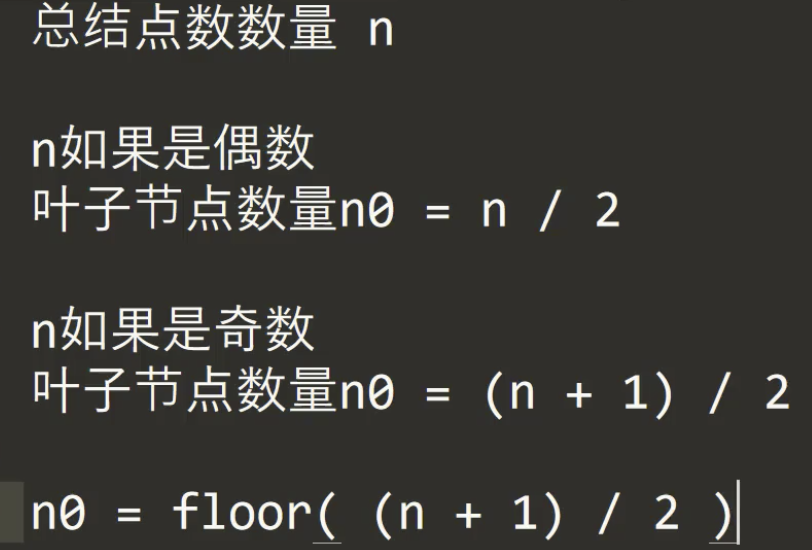 总结点数数量 n
n如果是偶数
叶子节点数量n0 = n / 2
n如果是奇数
叶子节点数量n0 = (n + 1) / 2
n0 = floor( (n + 1) / 2 )